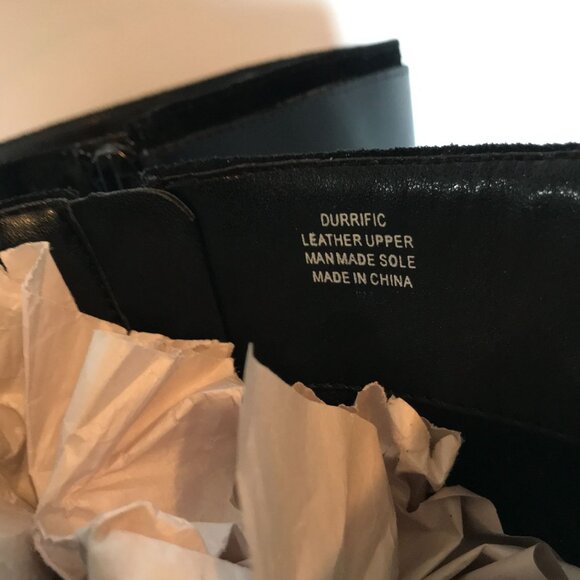 DURRIFIC
LEATHER UPPER
MAN MADE SOLE
MADE IN CHINA